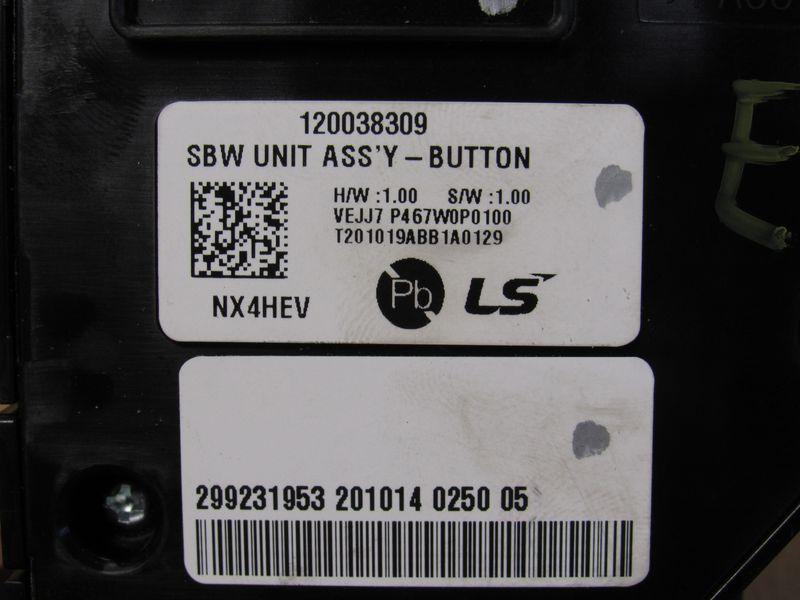 120038309
SBW UNIT ASS'Y – BUTTON
H/W :1.00 S/W :1.00
VEJJ7 P467W0P0100
T201019ABB1A0129
NX4HEV
Pb
LS
E
299231953 201014 0250 05